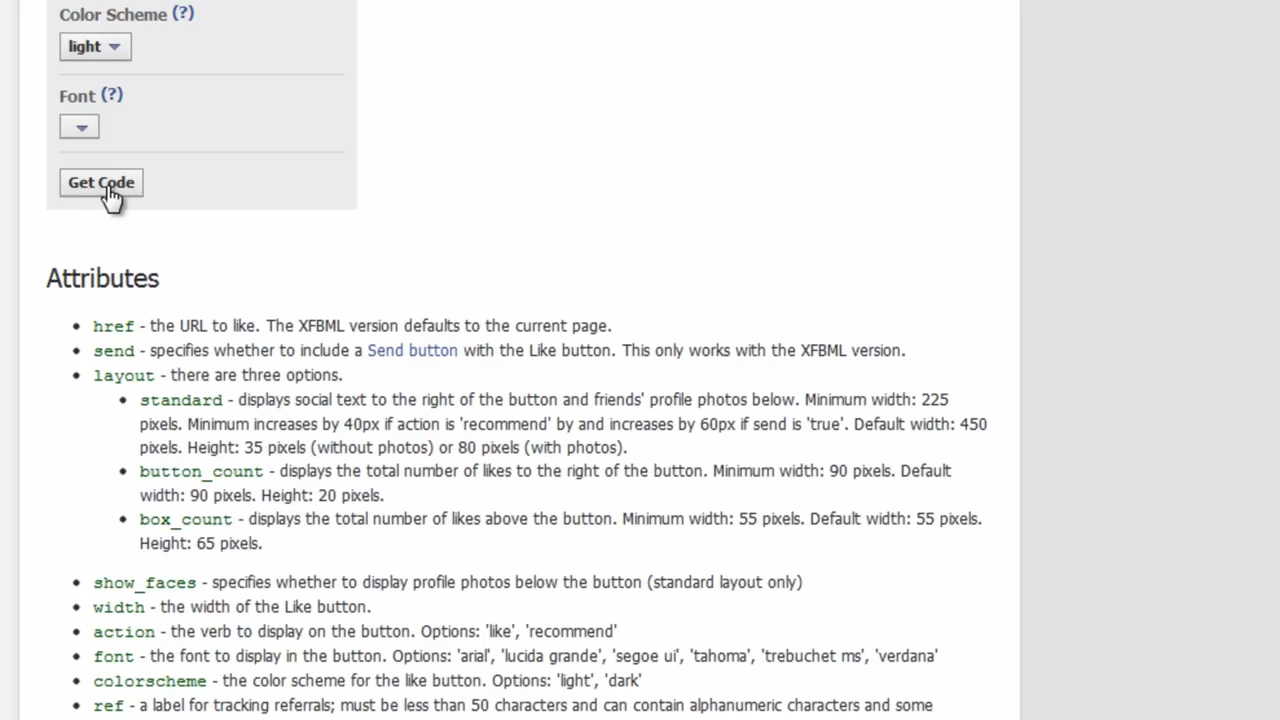 Color Scheme (?)
light
Font (?)
Get Code
Attributes
href - the URL to like. The XFBML version defaults to the current page.
send - specifies whether to include a Send button with the Like button. This only works with the XFBML version.
layout - there are three options.
standard - displays social text to the right of the button and friends' profile photos below. Minimum width: 225
pixels. Minimum increases by 40px if action is 'recommend' by and increases by 60px if send is 'true'. Default width: 450
pixels. Height: 35 pixels (without photos) or 80 pixels (with photos).
button_count - displays the total number of likes to the right of the button. Minimum width: 90 pixels. Default
width: 90 pixels. Height: 20 pixels.
box_count - displays the total number of likes above the button. Minimum width: 55 pixels. Default width: 55 pixels.
Height: 65 pixels.
show_faces - specifies whether to display profile photos below the button (standard layout only)
width - the width of the Like button.
action - the verb to display on the button. Options: 'like', 'recommend'
font - the font to display in the button. Options: 'arial', 'lucida grande', 'segoe ui', 'tahoma', 'trebuchet ms', 'verdana'
colorscheme - the color scheme for the like button. Options: 'light', 'dark'
ref - a label for tracking referrals; must be less than 50 characters and can contain alphanumeric characters and some